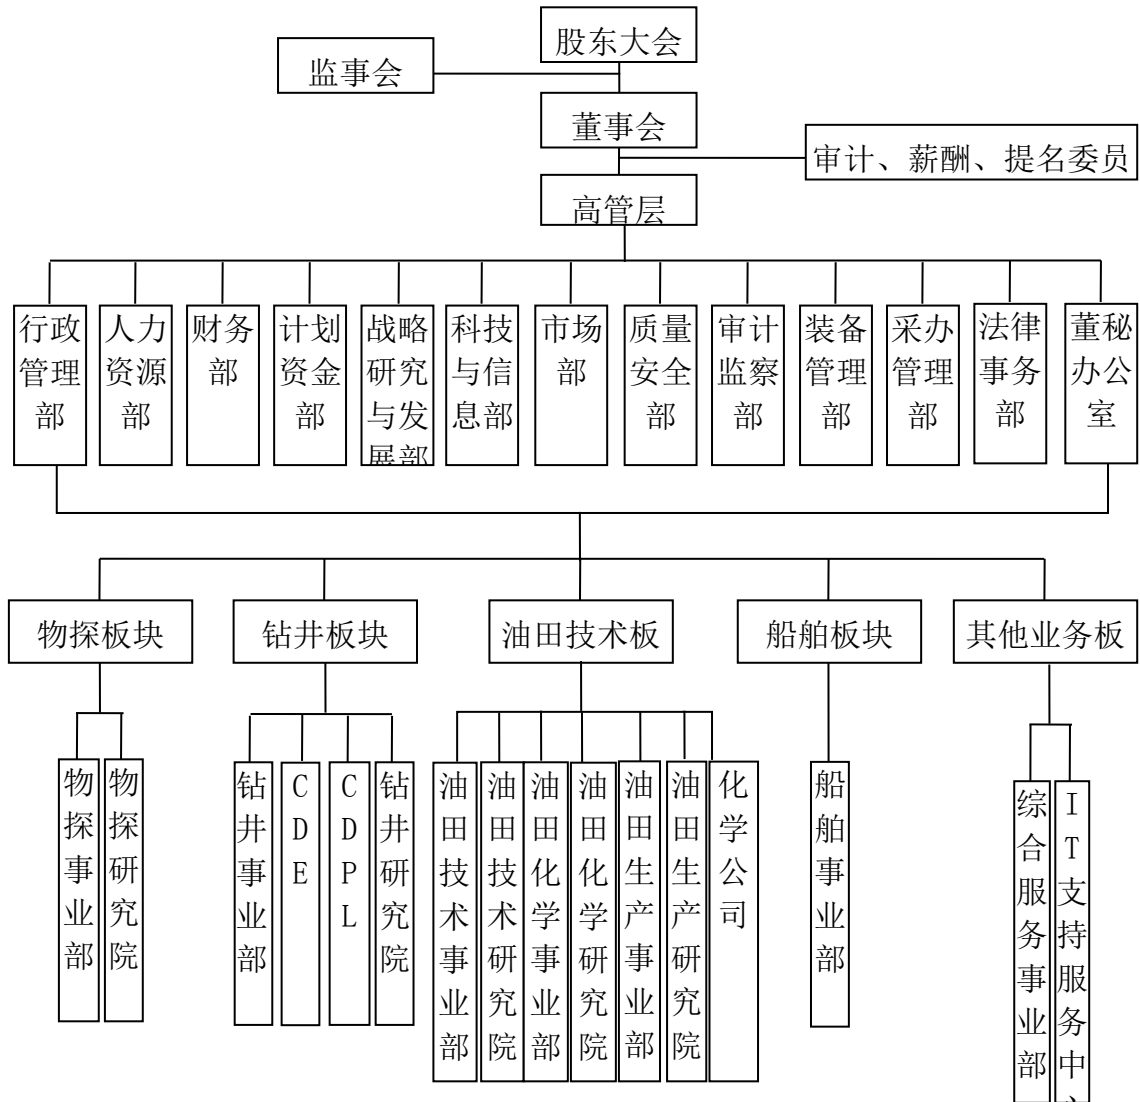 股东大会
监事会
董事会
审计、薪酬、提名委员
高管层
行政
管理
部
人力
资源
部
财务
部
计划
资金
部
战略
研究
与发
展部
科技
与信
息部
市场
部
质量
安全
部
审计
监察
部
装备
管理
部
采办
管理
部
法律
事务
部
董秘
办公
室
物探板块
钻井板块
油田技术板
船舶板块
其他业务板
物探事业部
物探研究院
钻井事业部
CDE
CDPL
钻井研究院
油田技术事业部
油田技术研究院
油田化学事业部
油田化学研究院
油田生产事业部
油田生产研究院
化学公司
船舶事业部
综合服务事业部
IT支持服务中